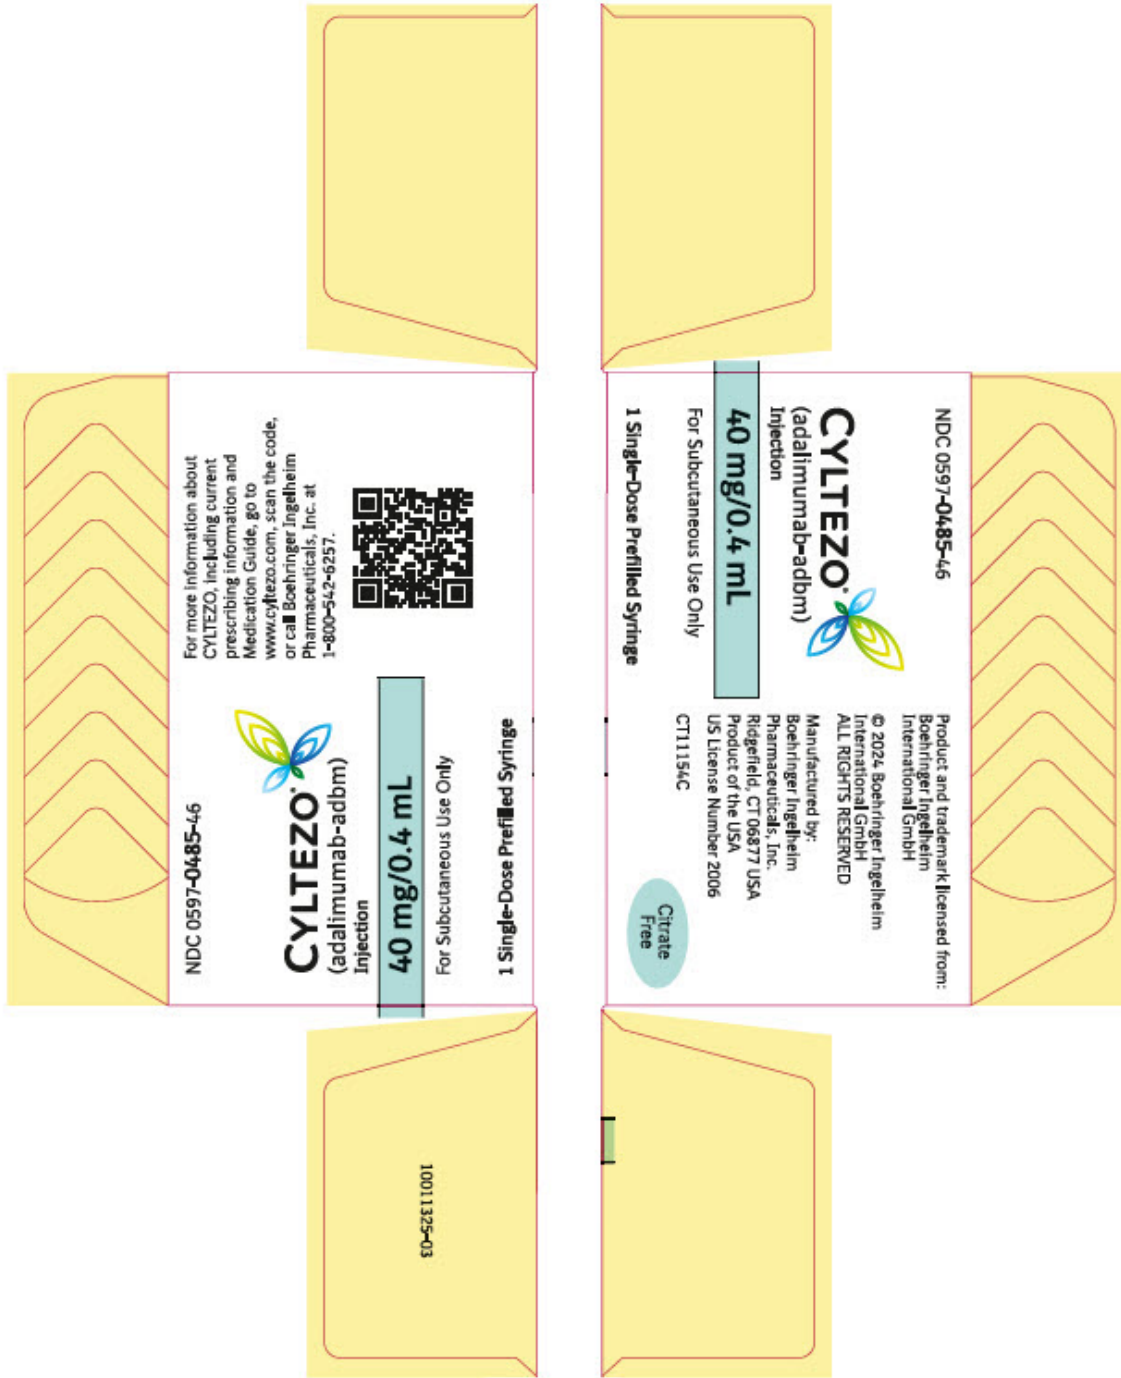 NDC 0597-0485-46
CYLTEZO®
(adalimumab-adbm)
Injection
40 mg/0.4 mL
For Subcutaneous Use Only
1 Single-Dose Prefilled Syringe
Product and trademark licensed from:
Boehringer Ingelheim
International GmbH
© 2024 Boehringer Ingelheim
International GmbH
ALL RIGHTS RESERVED
Manufactured by:
Boehringer Ingelheim
Pharmaceuticals, Inc.
Ridgefield, CT 06877 USA
Product of the USA
US License Number 2006
CT11154C
Citrate
Free
For more information about
CYLTEZO, including current
prescribing information and
Medication Guide, go to
www.cyltezo.com, scan the code,
or call Boehringer Ingelheim
Pharmaceuticals, Inc. at
1-800-542-6257.
NDC 0597-0485-46
CYLTEZO®
(adalimumab-adbm)
Injection
40 mg/0.4 mL
For Subcutaneous Use Only
1 Single-Dose Prefilled Syringe
10011325-03